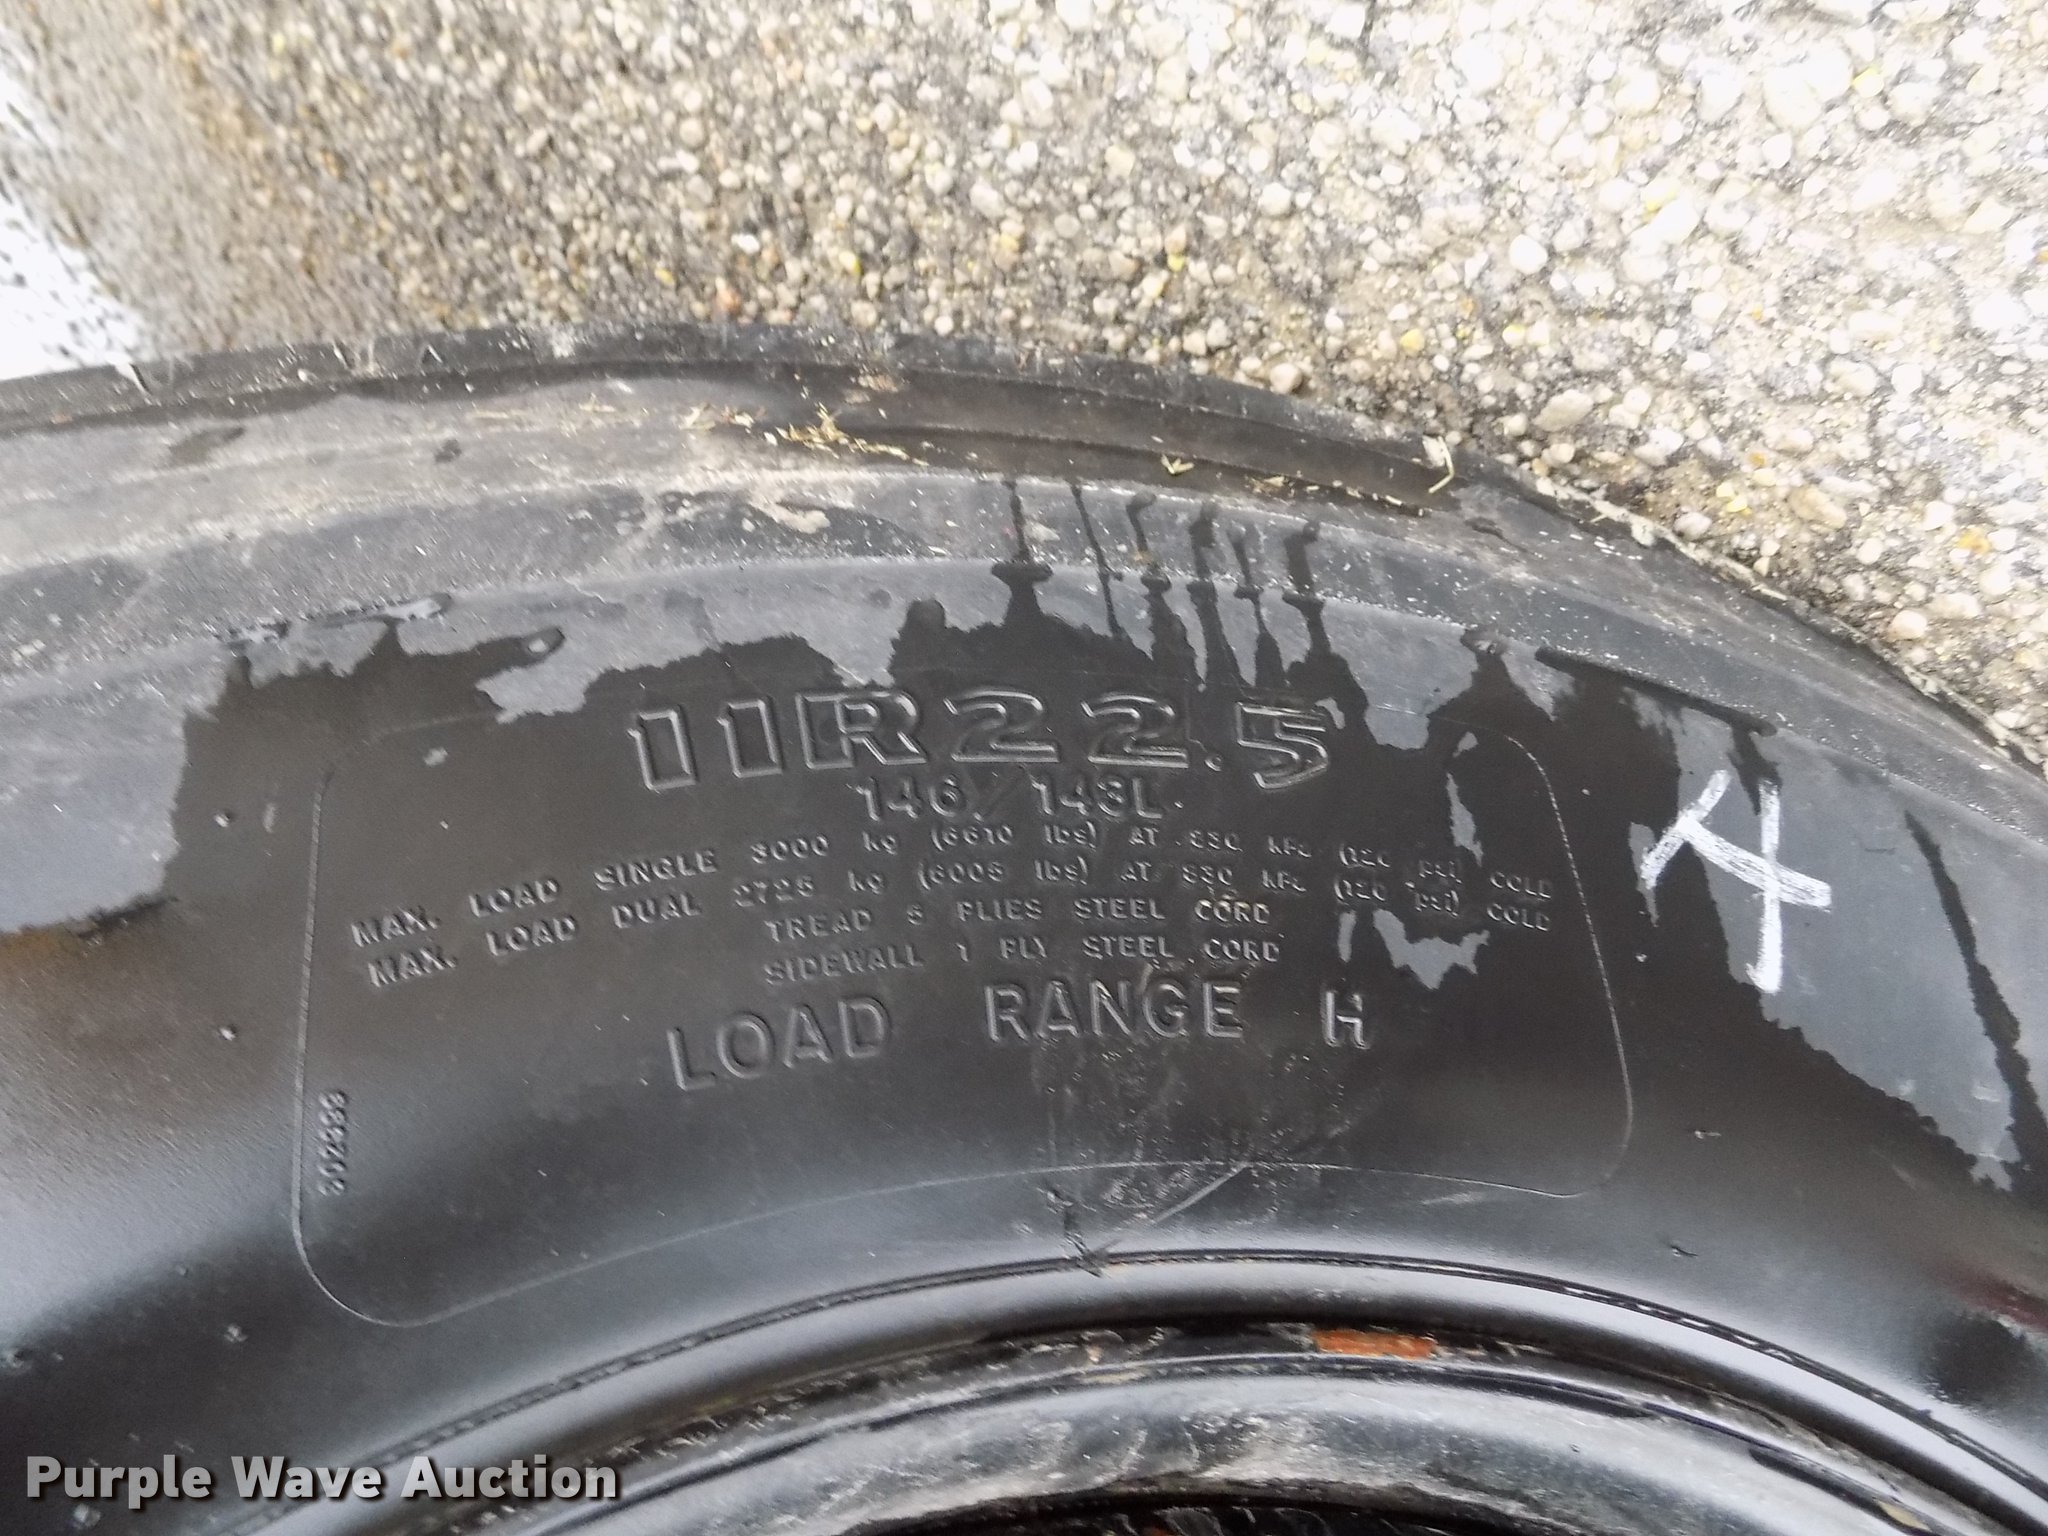 11R22.5
146/143L
MAX. LOAD SINGLE 3000 kg (6610 lbs) AT 830 kPa (120 psi) COLD
MAX. LOAD DUAL 2725 kg (6005 lbs) AT 830 kPa (120 psi) COLD
TREAD 5 PLIES STEEL CORD
SIDEWALL 1 PLY STEEL CORD
LOAD RANGE H
Purple Wave Auction